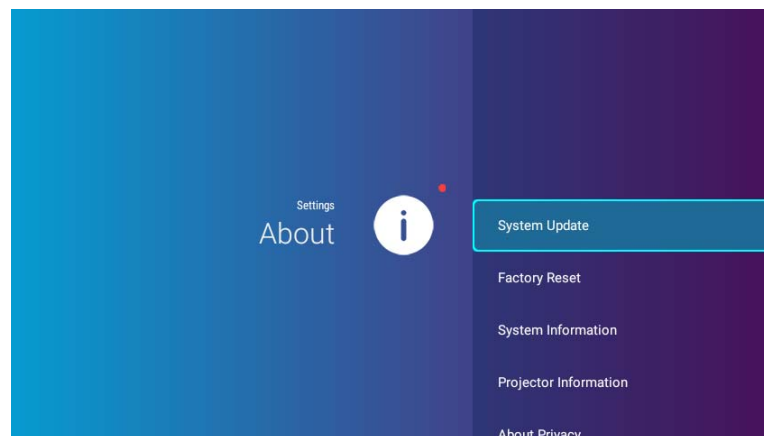 Settings
About
System Update
Factory Reset
System Information
Projector Information
About Privacy